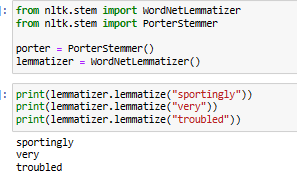 ]: from nltk.stem import WordNetLemmatizer
from nltk.stem import PorterStemmer
porter = PorterStemmer()
lemmatizer = WordNetLemmatizer()
]: print(lemmatizer.lemmatize("sportingly"))
print(lemmatizer.lemmatize("very"))
print(lemmatizer.lemmatize("troubled"))
sportingly
very
troubled